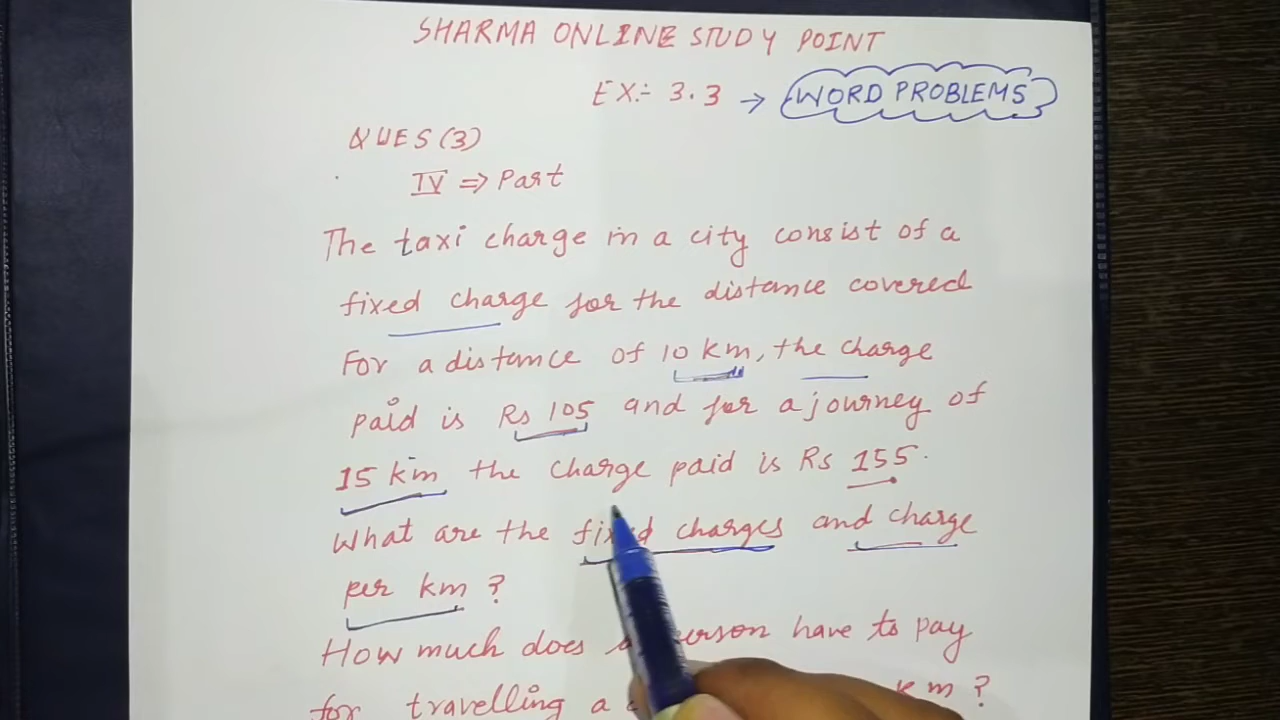 SHARMA ONLINE STUDY POINT
EX:- 3.3 → WORD PROBLEMS
QUES (3)
IV ⇒ Part
The taxi charge in a city consist of a
fixed charge for the distance covered
For a distance of 10 km, the charge
paid is Rs 105 and for a journey of
15 km the charge paid is Rs 155.
What are the fixed charges and charge
per km ?
How much does a person have to pay
for travelling a km ?